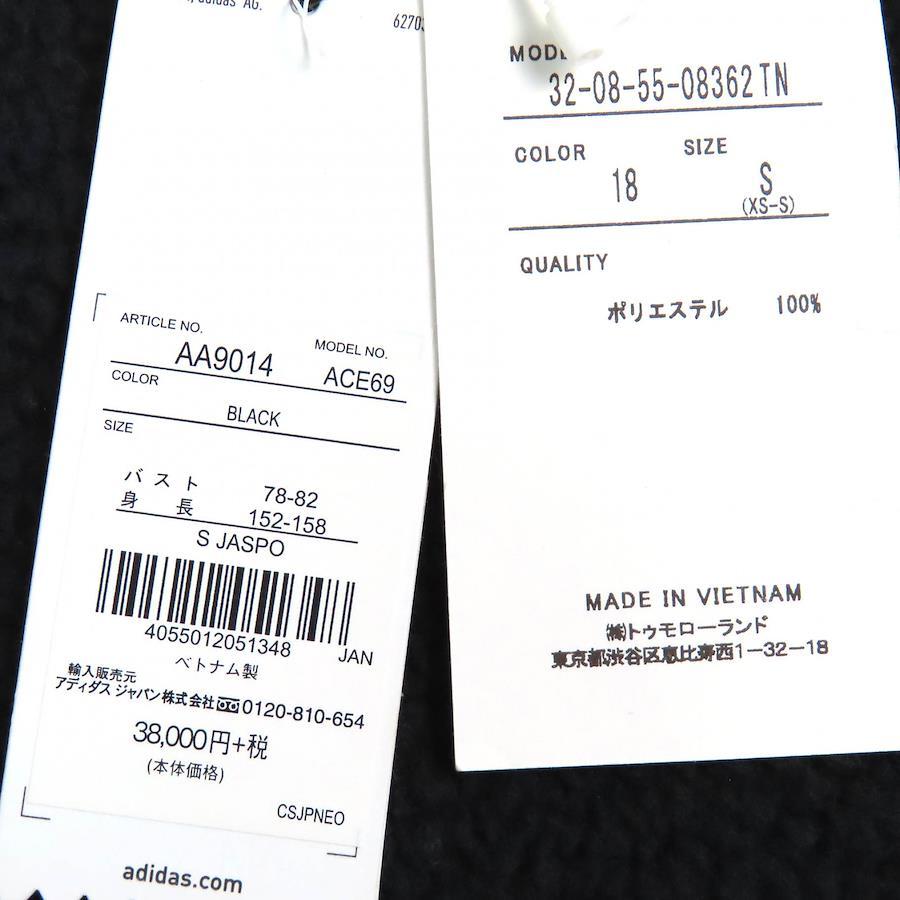 adidas AG.
ARTICLE NO.
MODEL NO.
AA9014
ACE69
COLOR
BLACK
SIZE
バスト 78-82
身長 152-158
S JASPO
4055012051348
JAN
ベトナム製
輸入販売元
アディダス ジャパン株式会社 0120-810-654
38,000円+税
(本体価格)
CSJPNEO
adidas.com
32-08-55-08362TN
COLOR
SIZE
18
S
(XS-S)
QUALITY
ポリエステル 100%
MADE IN VIETNAM
㈱トゥモローランド
東京都渋谷区恵比寿西1-32-18